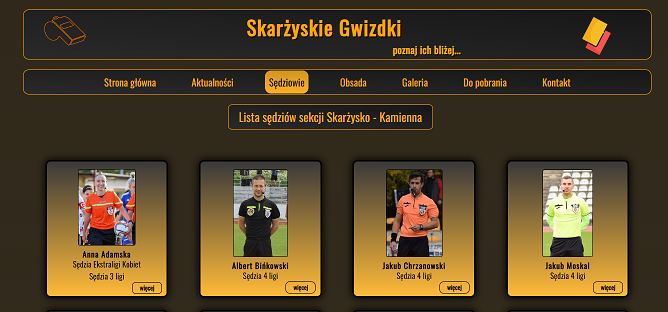 Skarżyskie Gwizdki
poznaj ich bliżej...
Strona główna Aktualności Sędziowie Obsada Galeria Do pobrania Kontakt
Lista sędziów sekcji Skarżysko - Kamienna
Anna Adamska
Sędzia Ekstraligi Kobiet
Sędzia 3 ligi
więcej
Albert Bińkowski
Sędzia 4 ligi
więcej
Jakub Chrzanowski
Sędzia 4 ligi
więcej
Jakub Moskal
Sędzia 4 ligi
więcej